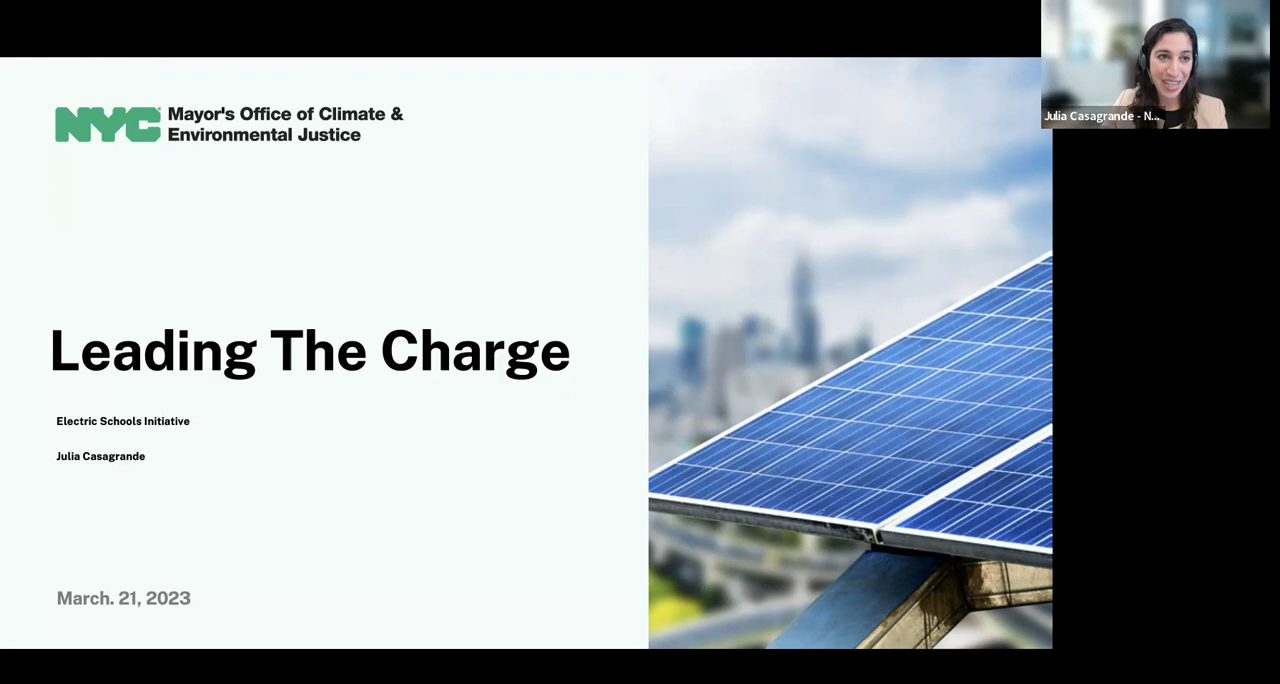 NYC Mayor's Office of Climate &
Environmental Justice
Julia Casagrande - N...
Leading The Charge
Electric Schools Initiative
Julia Casagrande
March. 21, 2023